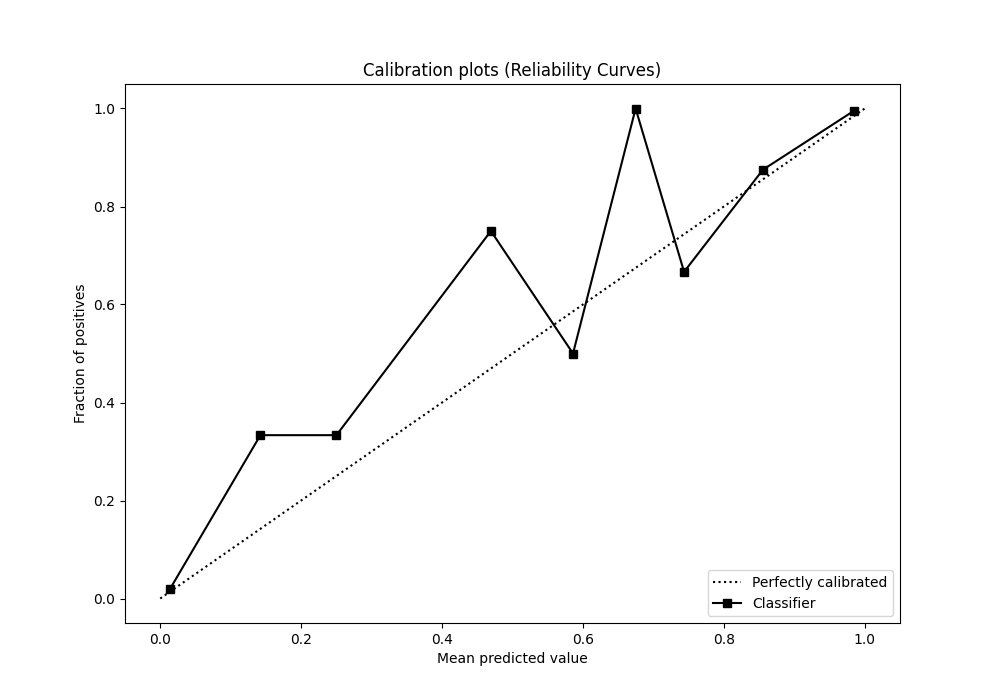 Calibration plots (Reliability Curves)
1.0
0.8
0.6
0.4
0.2
0.0
Fraction of positives
Perfectly calibrated
Classifier
0.0 0.2 0.4 0.6 0.8 1.0
Mean predicted value